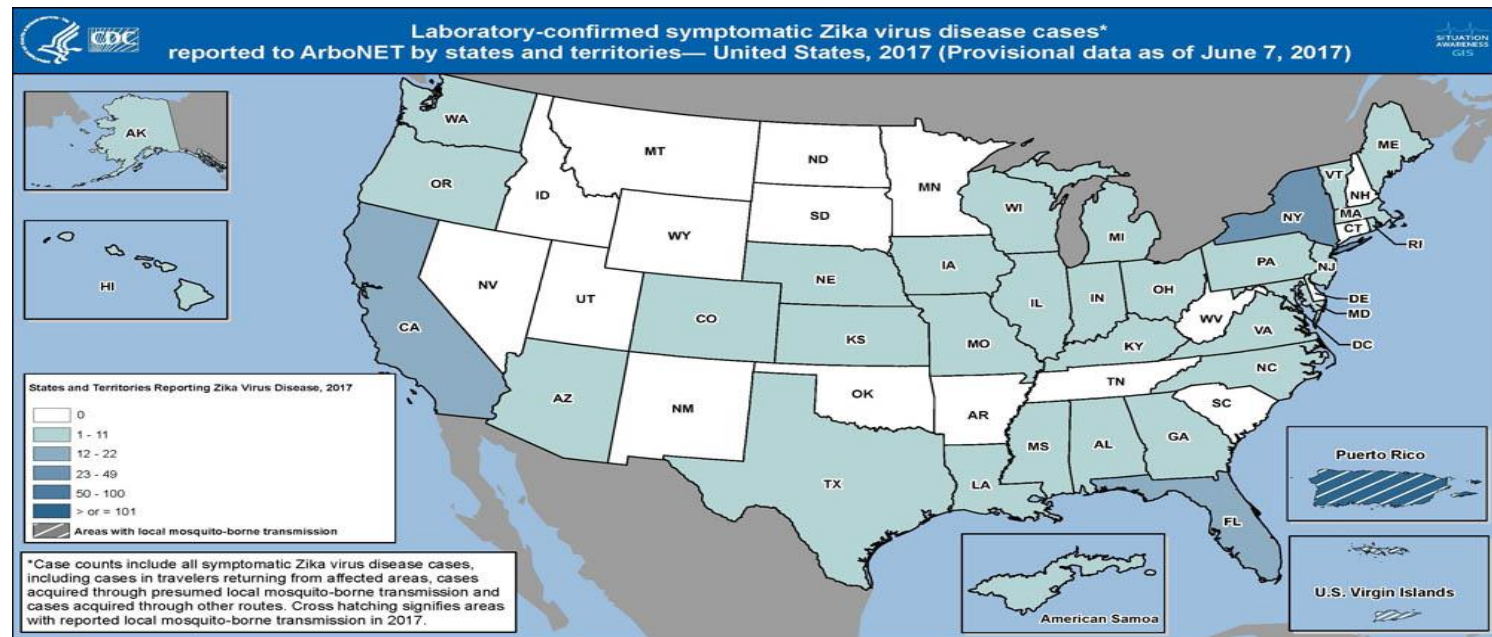 Laboratory-confirmed symptomatic Zika virus disease cases*
reported to ArboNET by states and territories— United States, 2017 (Provisional data as of June 7, 2017)
CDC
SITUATION
AWARENESS
GIS
AK
HI
WA
OR
CA
NV
ID
MT
WY
UT
AZ
CO
NM
ND
SD
NE
KS
OK
TX
MN
IA
MO
AR
LA
WI
IL
MI
IN
OH
KY
TN
MS
AL
GA
FL
SC
NC
VA
WV
PA
NY
VT
NH
ME
MA
CT
RI
NJ
DE
MD
DC
States and Territories Reporting Zika Virus Disease, 2017
0
1 - 11
12 - 22
23 - 49
50 - 100
> or = 101
Areas with local mosquito-borne transmission
*Case counts include all symptomatic Zika virus disease cases,
including cases in travelers returning from affected areas, cases
acquired through presumed local mosquito-borne transmission and
cases acquired through other routes. Cross hatching signifies areas
with reported local mosquito-borne transmission in 2017.
American Samoa
Puerto Rico
U.S. Virgin Islands